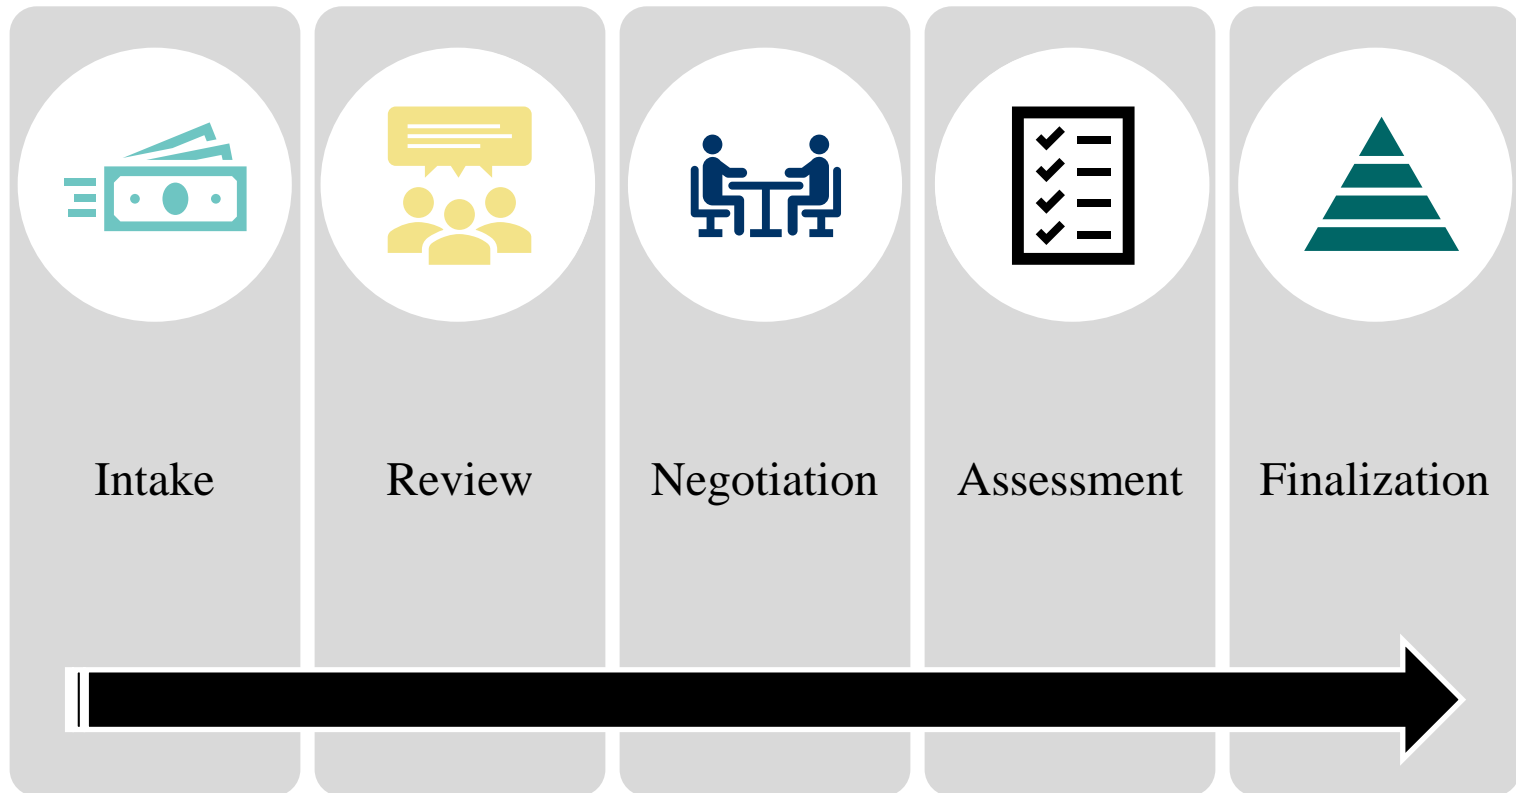 Intake
Review
Negotiation
Assessment
Finalization